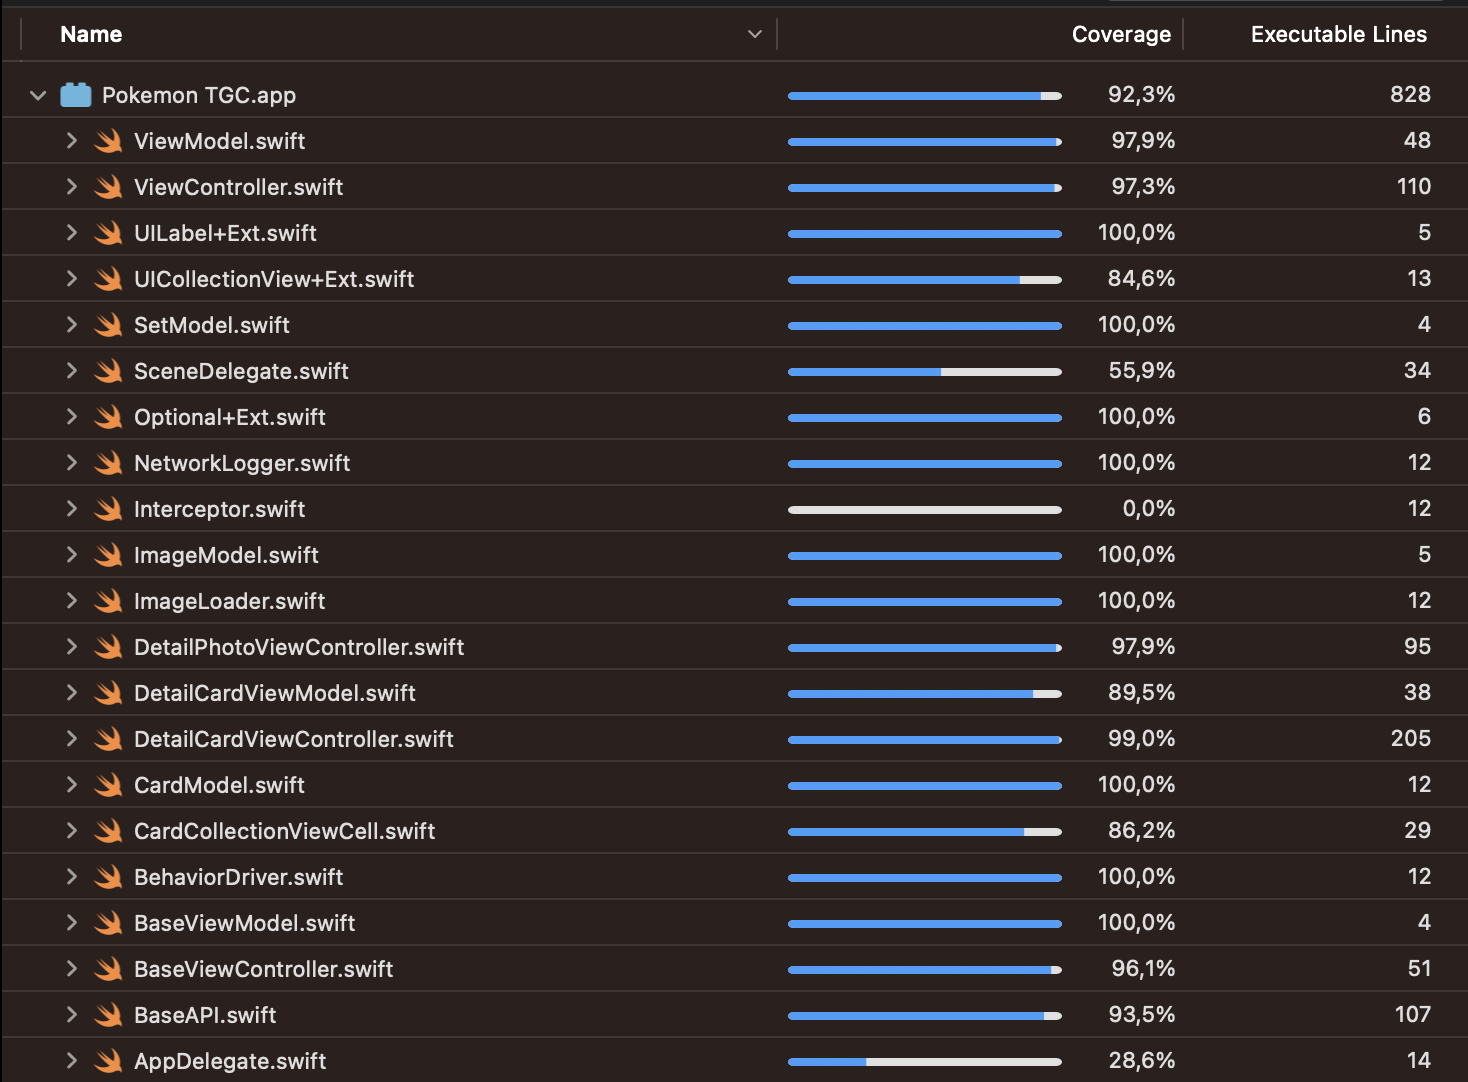 Name Coverage Executable Lines
Pokemon TGC.app 92,3% 828
ViewModel.swift 97,9% 48
ViewController.swift 97,3% 110
UILabel+Ext.swift 100,0% 5
UICollectionView+Ext.swift 84,6% 13
SetModel.swift 100,0% 4
SceneDelegate.swift 55,9% 34
Optional+Ext.swift 100,0% 6
NetworkLogger.swift 100,0% 12
Interceptor.swift 0,0% 12
ImageModel.swift 100,0% 5
ImageLoader.swift 100,0% 12
DetailPhotoViewController.swift 97,9% 95
DetailCardViewModel.swift 89,5% 38
DetailCardViewController.swift 99,0% 205
CardModel.swift 100,0% 12
CardCollectionViewCell.swift 86,2% 29
BehaviorDriver.swift 100,0% 12
BaseViewModel.swift 100,0% 4
BaseViewController.swift 96,1% 51
BaseAPI.swift 93,5% 107
AppDelegate.swift 28,6% 14